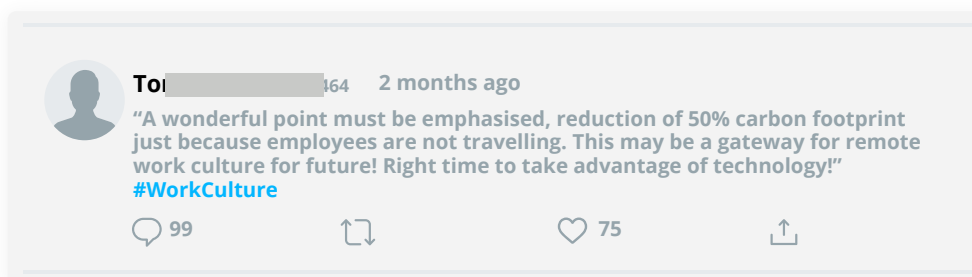 2 months ago
“A wonderful point must be emphasised, reduction of 50% carbon footprint
just because employees are not travelling. This may be a gateway for remote
work culture for future! Right time to take advantage of technology!”
#WorkCulture
99 75